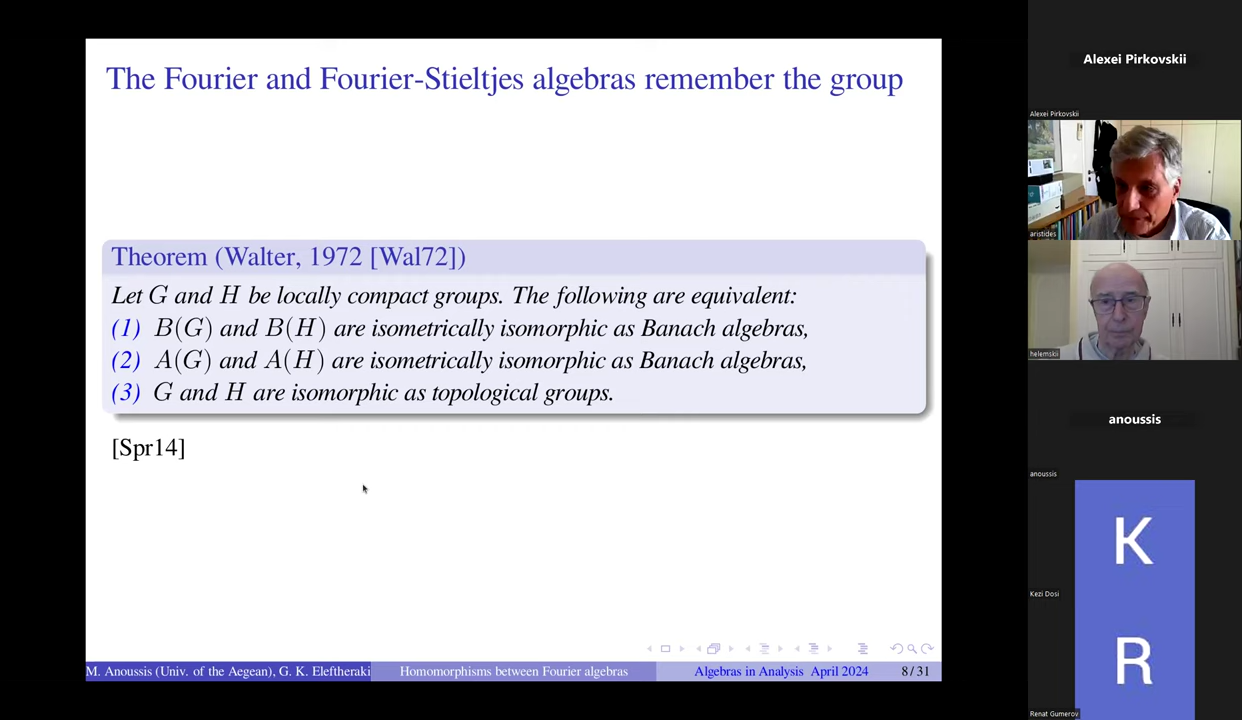 The Fourier and Fourier-Stieltjes algebras remember the group
Theorem (Walter, 1972 [Wal72])
Let G and H be locally compact groups. The following are equivalent:
(1) B(G) and B(H) are isometrically isomorphic as Banach algebras,
(2) A(G) and A(H) are isometrically isomorphic as Banach algebras,
(3) G and H are isomorphic as topological groups.
[Spr14]
M. Anoussis (Univ. of the Aegean), G. K. Eleftheraki
Homomorphisms between Fourier algebras
Algebras in Analysis April 2024
8 / 31
Alexei Pirkovskii
Alexei Pirkovskii
aristides
helemskii
anoussis
anoussis
K
Kezi Dosi
R
Renat Gumerov